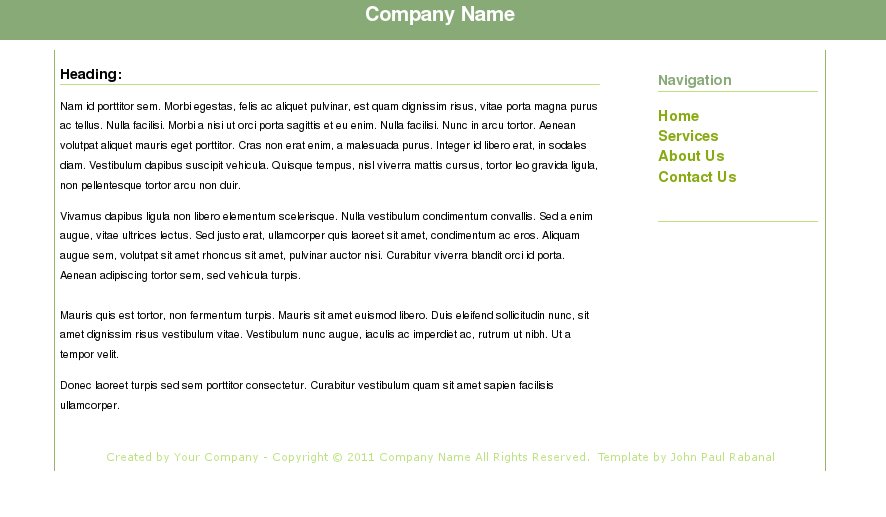 Company Name
Heading:
Nam id porttitor sem. Morbi egestas, felis ac aliquet pulvinar, est quam dignissim risus, vitae porta magna purus
ac tellus. Nulla facilisi. Morbi a nisi ut orci porta sagittis et eu enim. Nulla facilisi. Nunc in arcu tortor. Aenean
volutpat aliquet mauris eget porttitor. Cras non erat enim, a malesuada purus. Integer id libero erat, in sodales
diam. Vestibulum dapibus suscipit vehicula. Quisque tempus, nisl viverra mattis cursus, tortor leo gravida ligula,
non pellentesque tortor arcu non duir.
Vivamus dapibus ligula non libero elementum scelerisque. Nulla vestibulum condimentum convallis. Sed a enim
augue, vitae ultrices lectus. Sed justo erat, ullamcorper quis laoreet sit amet, condimentum ac eros. Aliquam
augue sem, volutpat sit amet rhoncus sit amet, pulvinar auctor nisi. Curabitur viverra blandit orci id porta.
Aenean adipiscing tortor sem, sed vehicula turpis.
Mauris quis est tortor, non fermentum turpis. Mauris sit amet euismod libero. Duis eleifend sollicitudin nunc, sit
amet dignissim risus vestibulum vitae. Vestibulum nunc augue, iaculis ac imperdiet ac, rutrum ut nibh. Ut a
tempor velit.
Donec laoreet turpis sed sem porttitor consectetur. Curabitur vestibulum quam sit amet sapien facilisis
ullamcorper.
Navigation
Home
Services
About Us
Contact Us
Created by Your Company - Copyright © 2011 Company Name All Rights Reserved. Template by John Paul Rabanal